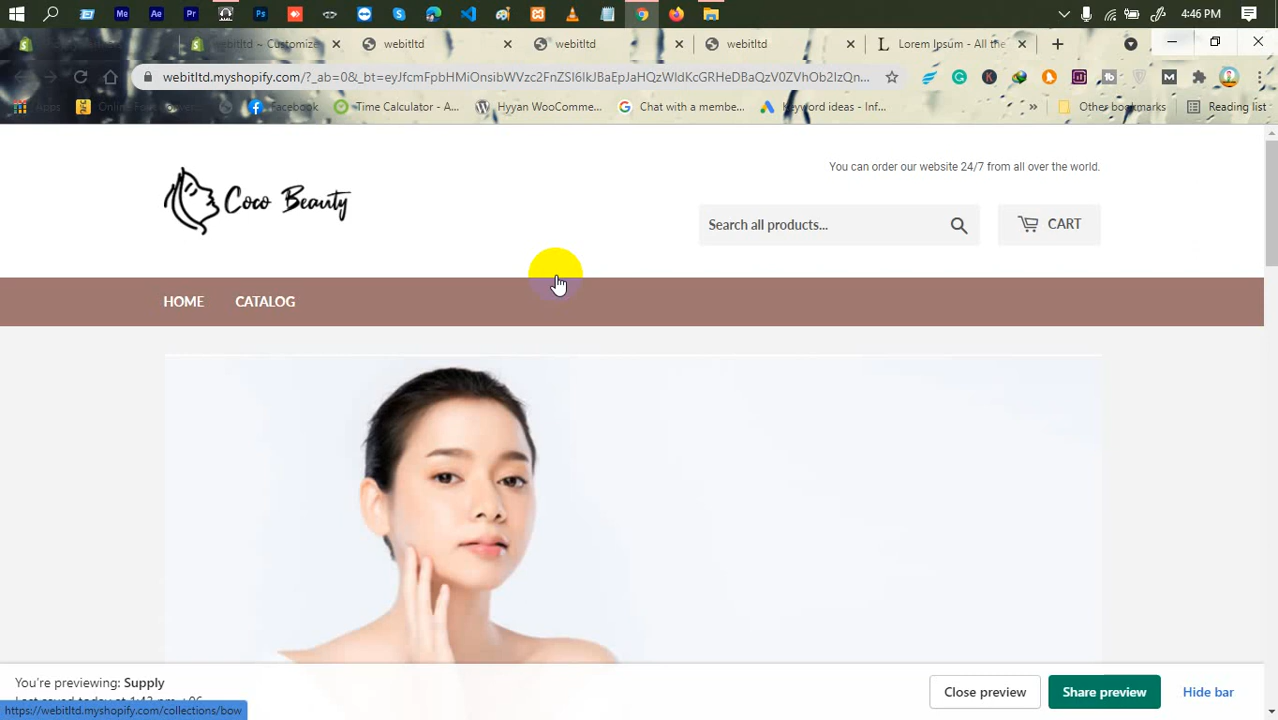 4:46 PM
webitltd ~ Customize
webitltd
webitltd
webitltd
Lorem Ipsum - All the
webitltd.myshopify.com/?_ab=0&_bt=
Apps
Facebook
Time Calculator - A...
Hyyan WooComme...
Chat with a membe...
Keyword ideas - Inf...
Other bookmarks
Reading list
Coco Beauty
You can order our website 24/7 from all over the world.
Search all products...
CART
HOME
CATALOG
You're previewing: Supply
Close preview
Share preview
Hide bar
https://webitltd.myshopify.com/collections/bow